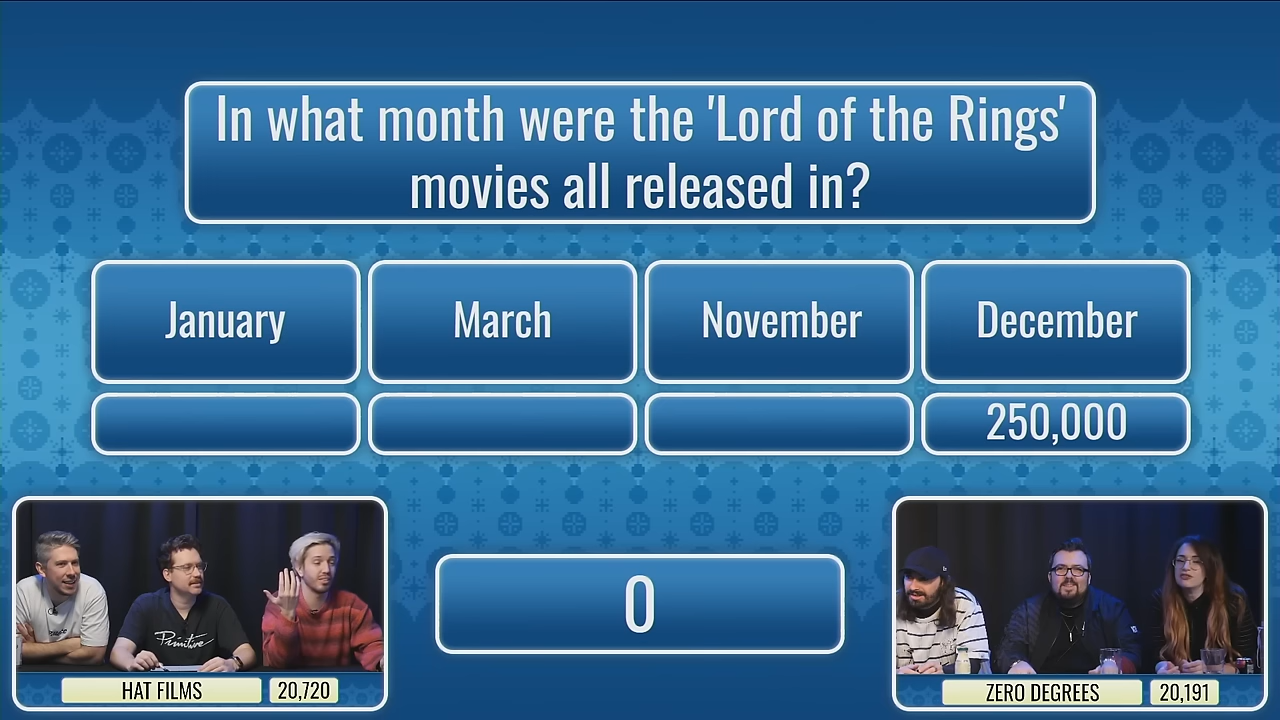 In what month were the 'Lord of the Rings'
movies all released in?
January
March
November
December
250,000
0
Primitive
HAT FILMS
20,720
ZERO DEGREES
20,191